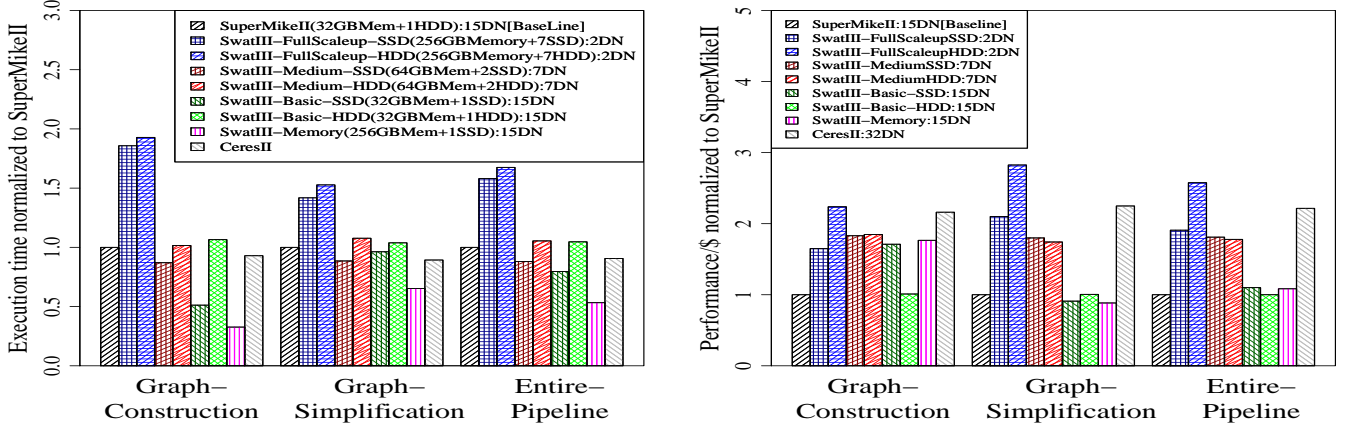 Execution time normalized to SuperMikeII
3.0
2.5
2.0
1.5
1.0
0.5
0.0
SuperMikeII(32GBMem+1HDD):15DN[BaseLine]
SwatIII−FullScaleup−SSD(256GBMemory+7SSD):2DN
SwatIII−FullScaleup−HDD(256GBMemory+7HDD):2DN
SwatIII−Medium−SSD(64GBMem+2SSD):7DN
SwatIII−Medium−HDD(64GBMem+2HDD):7DN
SwatIII−Basic−SSD(32GBMem+1SSD):15DN
SwatIII−Basic−HDD(32GBMem+1HDD):15DN
SwatIII−Memory(256GBMem+1SSD):15DN
CeresII
Graph−
Construction
Graph−
Simplification
Entire−
Pipeline
Performance/$ normalized to SuperMikeII
5
4
3
2
1
0
SuperMikeII:15DN[Baseline]
SwatIII−FullScaleupSSD:2DN
SwatIII−FullScaleupHDD:2DN
SwatIII−MediumSSD:7DN
SwatIII−MediumHDD:7DN
SwatIII−Basic−SSD:15DN
SwatIII−Basic−HDD:15DN
SwatIII−Memory:15DN
CeresII:32DN
Graph−
Construction
Graph−
Simplification
Entire−
Pipeline